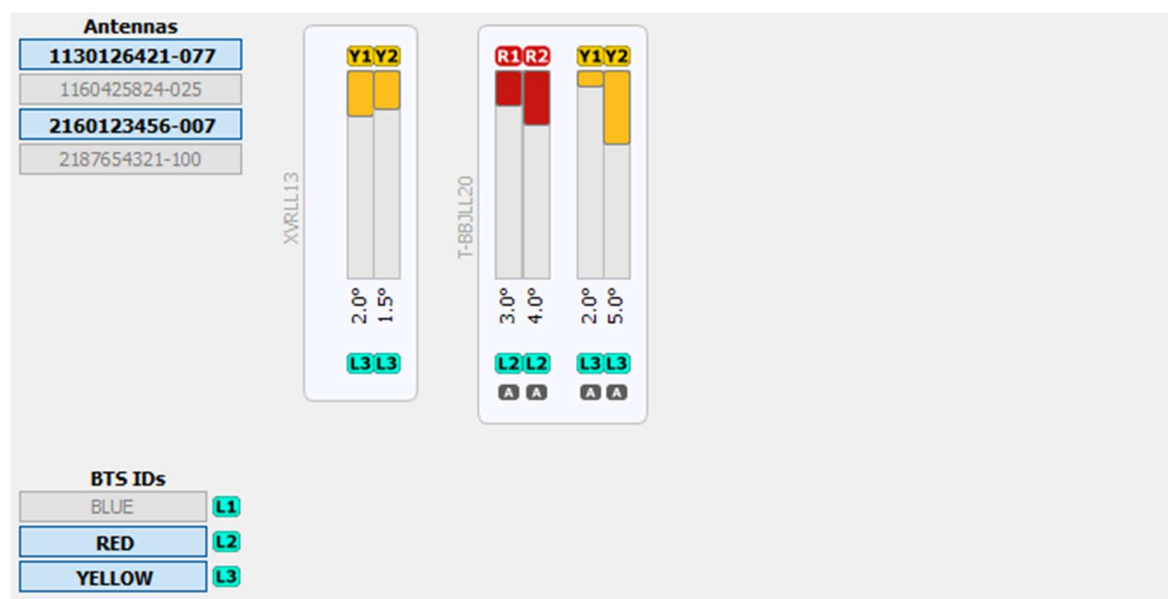 Antennas
1130126421-077
1160425824-025
2160123456-007
2187654321-100
XVRLL13
Y1 Y2
2.0° 1.5°
L3 L3
T-BBJLL20
R1 R2 Y1 Y2
3.0° 4.0° 2.0° 5.0°
L2 L2 L3 L3
A A A A
BTS IDs
BLUE L1
RED L2
YELLOW L3